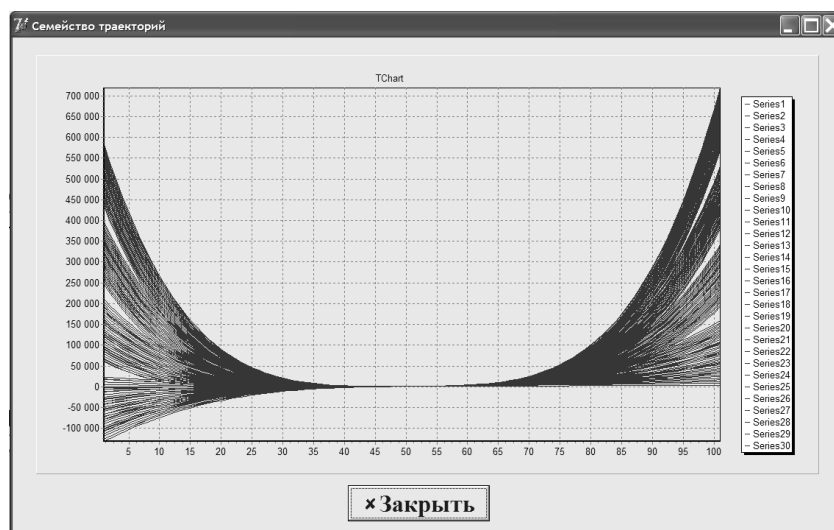 Семейство траекторий
TChart
700 000
650 000
600 000
550 000
500 000
450 000
400 000
350 000
300 000
250 000
200 000
150 000
100 000
50 000
0
-50 000
-100 000
5 10 15 20 25 30 35 40 45 50 55 60 65 70 75 80 85 90 95 100
Series1
Series2
Series3
Series4
Series5
Series6
Series7
Series8
Series9
Series10
Series11
Series12
Series13
Series14
Series15
Series16
Series17
Series18
Series19
Series20
Series21
Series22
Series23
Series24
Series25
Series26
Series27
Series28
Series29
Series30
Закрыть